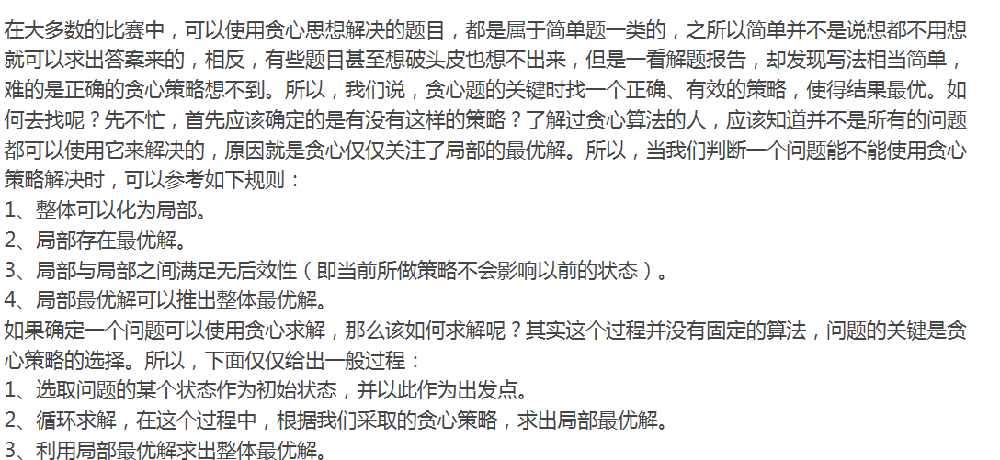 在大多数的比赛中，可以使用贪心思想解决的题目，都是属于简单题一类的，之所以简单并不是说想都不用想
就可以求出答案来的，相反，有些题目甚至想破头皮也想不出来，但是一看解题报告，却发现写法相当简单，
难的是正确的贪心策略想不到。所以，我们说，贪心题的关键时找一个正确、有效的策略，使得结果最优。如
何去找呢？先不忙，首先应该确定的是有没有这样的策略？了解过贪心算法的人，应该知道并不是所有的问题
都可以使用它来解决的，原因就是贪心仅仅关注了局部的最优解。所以，当我们判断一个问题能不能使用贪心
策略解决时，可以参考如下规则：
1、整体可以化为局部。
2、局部存在最优解。
3、局部与局部之间满足无后效性（即当前所做策略不会影响以前的状态）。
4、局部最优解可以推出整体最优解。
如果确定一个问题可以使用贪心求解，那么该如何求解呢？其实这个过程并没有固定的算法，问题的关键是贪
心策略的选择。所以，下面仅仅给出一般过程：
1、选取问题的某个状态作为初始状态，并以此作为出发点。
2、循环求解，在这个过程中，根据我们采取的贪心策略，求出局部最优解。
3、利用局部最优解求出整体最优解。